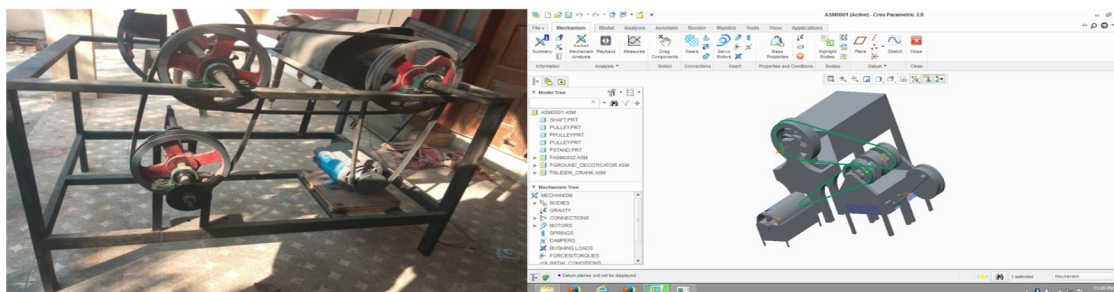 ASM0001 (Active) - Creo Parametric 2.0
File Mechanism Model Analysis Annotate Render Manikin Tools View Applications
Summary Mechanism Analysis Playback Measures Drag Components Gears Servo Motors Mass Properties Highlight Bodies Plane Sketch Close
Information Analysis Motion Connections Insert Properties and Conditions Bodies Datum Close
Model Tree
ASM0001.ASM
SHAFT.PRT
PULLEY.PRT
PULLEY.PRT
PULLEY.PRT
STAND.PRT
ASM0002.ASM
GROUND_DECOTICATOR.ASM
SLIDER_CRANK.ASM
Mechanism Tree
MECHANISM
BODIES
GRAVITY
CONNECTIONS
MOTORS
SPRINGS
DAMPERS
BUSHING LOADS
FORCES/TORQUES
INITIAL CONDITIONS
Datum planes will not be displayed.
1 selected
Mechanism